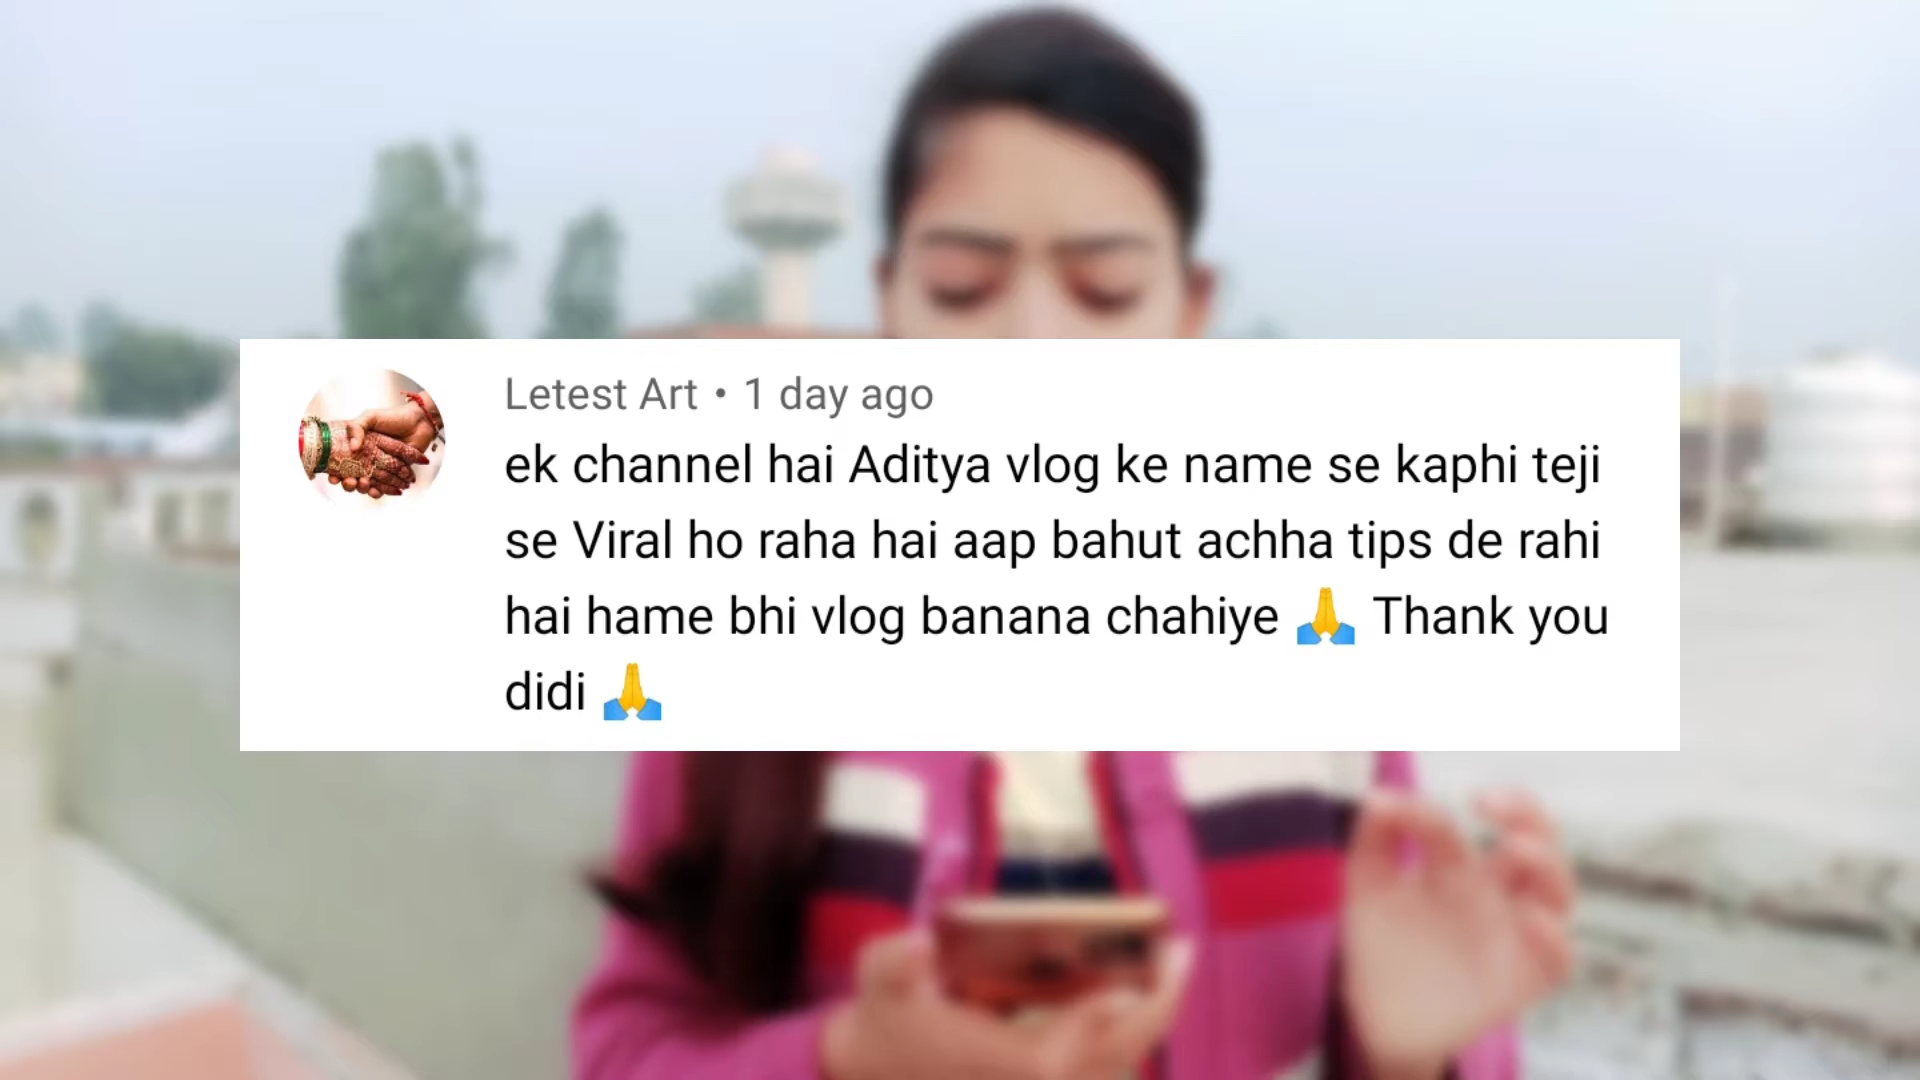 Letest Art • 1 day ago
ek channel hai Aditya vlog ke name se kaphi teji
se Viral ho raha hai aap bahut achha tips de rahi
hai hame bhi vlog banana chahiye 🙏 Thank you
didi 🙏